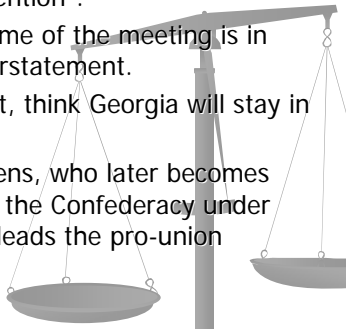 ention".
me of the meeting is in
rstatement.
t, think Georgia will stay in
ens, who later becomes
the Confederacy under
leads the pro-union